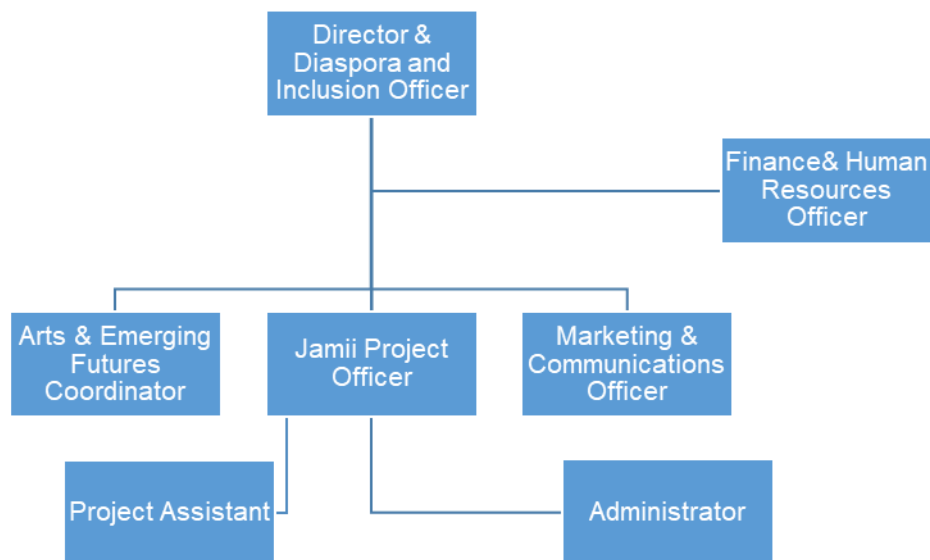 Director &
Diaspora and
Inclusion Officer
Finance& Human
Resources
Officer
Arts & Emerging
Futures
Coordinator
Jamii Project
Officer
Marketing &
Communications
Officer
Project Assistant
Administrator